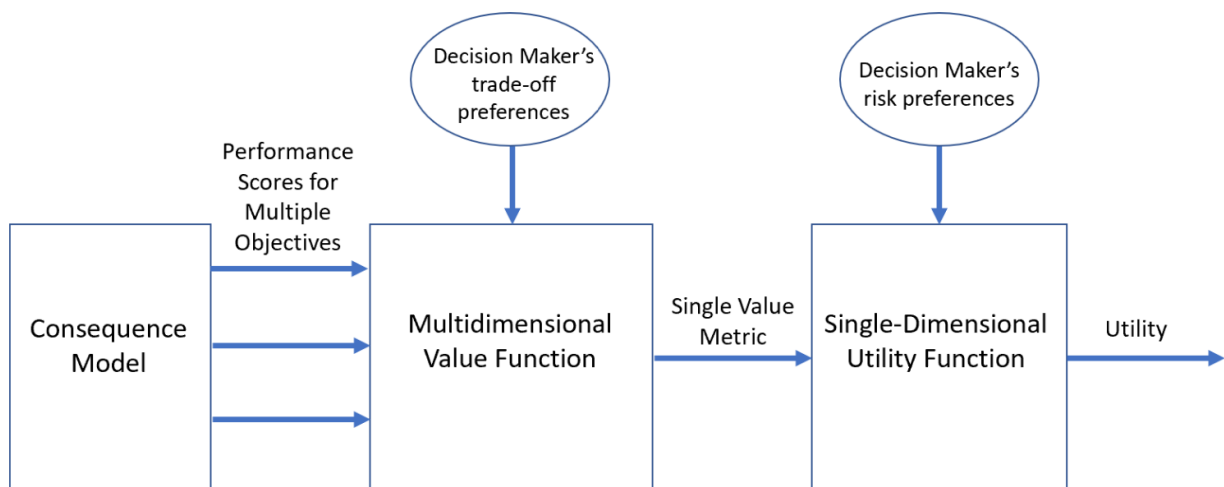 Decision Maker's
trade-off
preferences
Decision Maker's
risk preferences
Performance
Scores for
Multiple
Objectives
Consequence
Model
Multidimensional
Value Function
Single Value
Metric
Single-Dimensional
Utility Function
Utility